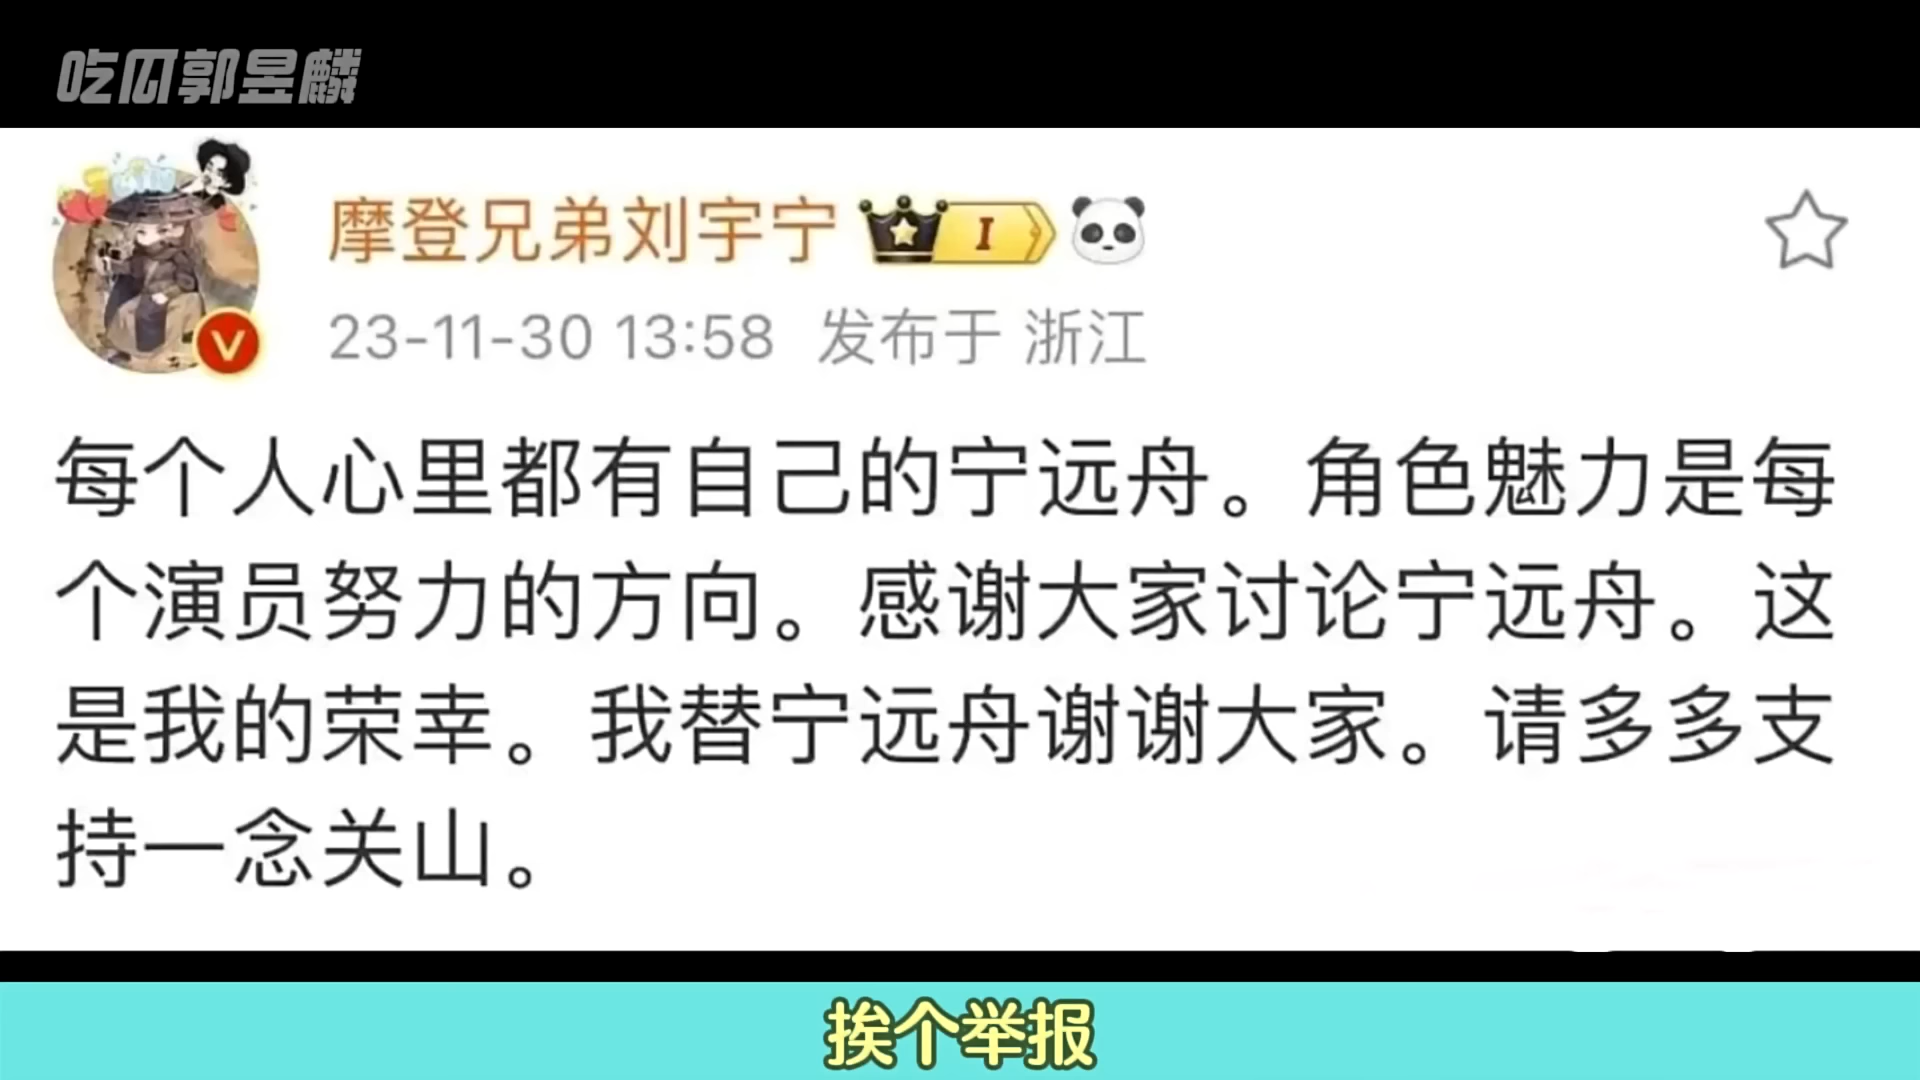 吃瓜郭昱麟
摩登兄弟刘宇宁 I
23-11-30 13:58 发布于 浙江
每个人心里都有自己的宁远舟。角色魅力是每
个演员努力的方向。感谢大家讨论宁远舟。这
是我的荣幸。我替宁远舟谢谢大家。请多多支
持一念关山。
挨个举报